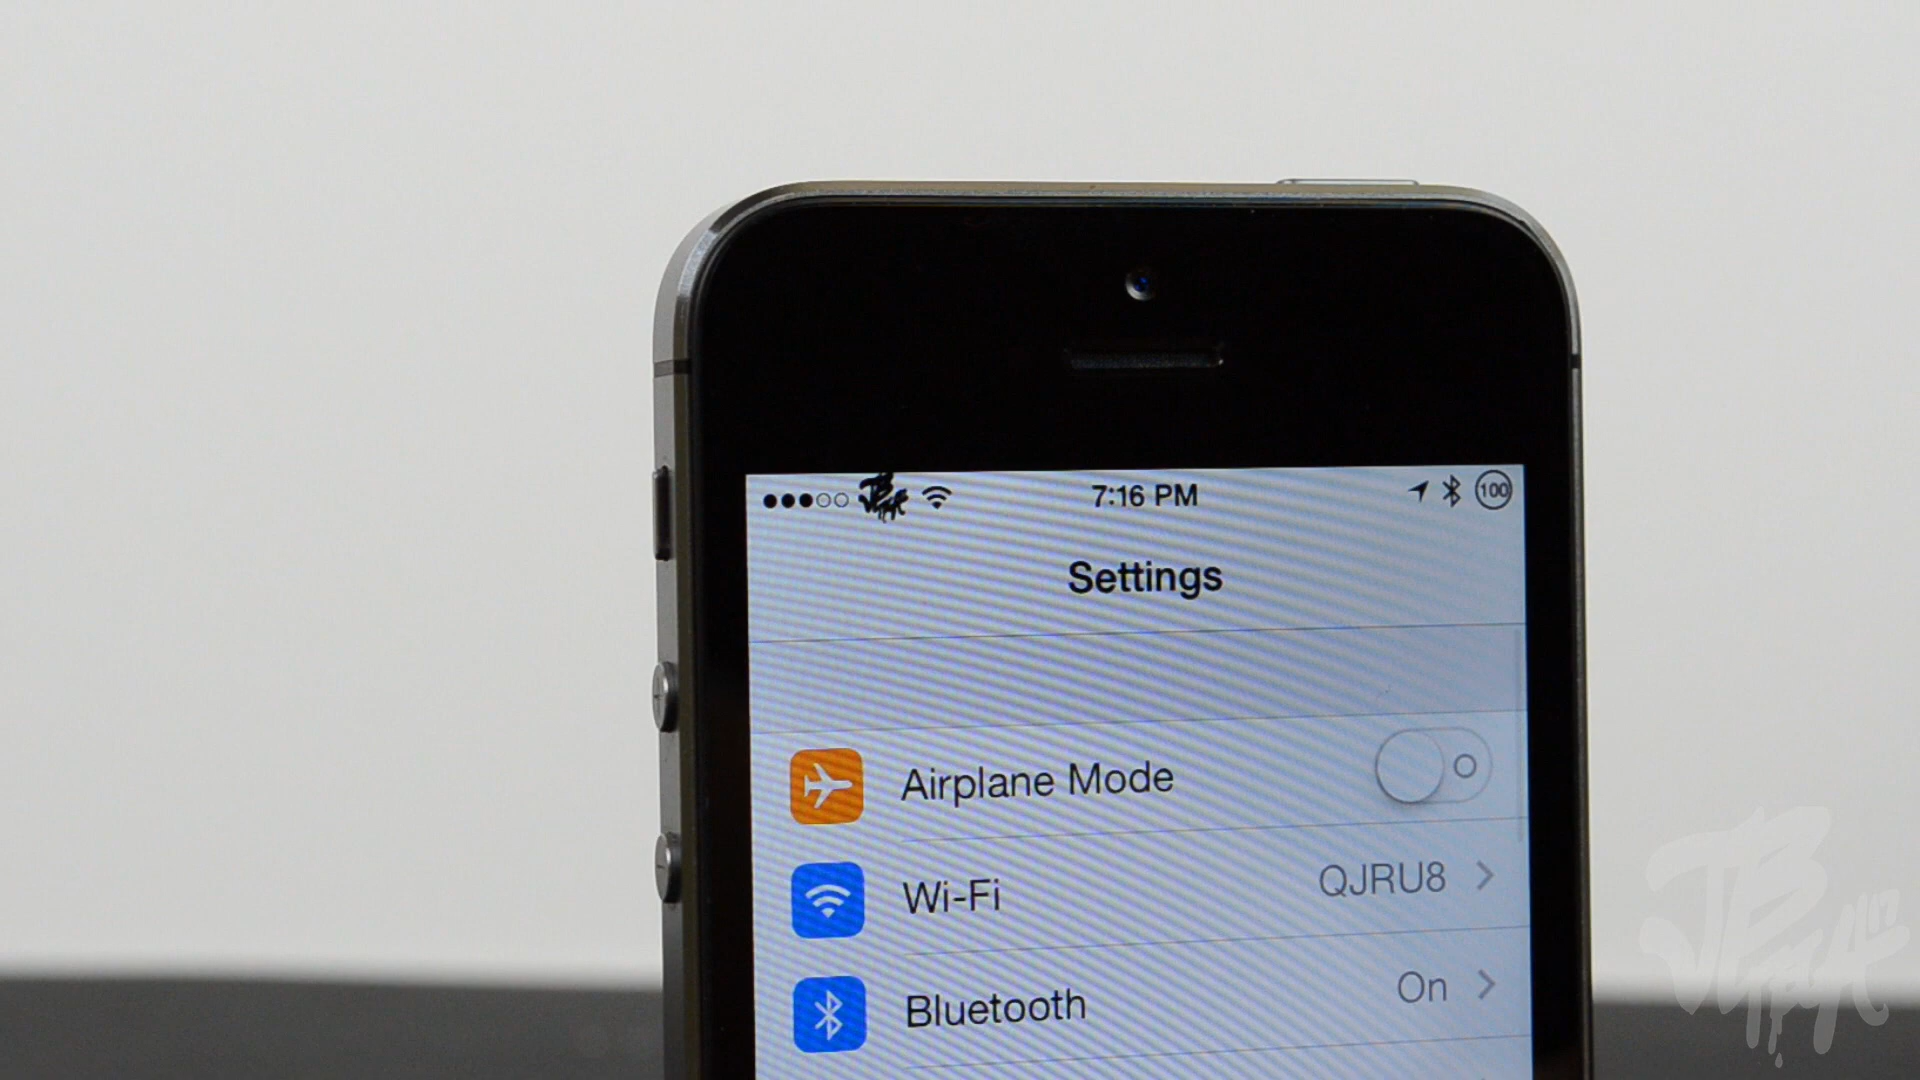 7:16 PM 100
Settings
Airplane Mode
Wi-Fi QJRU8
Bluetooth On